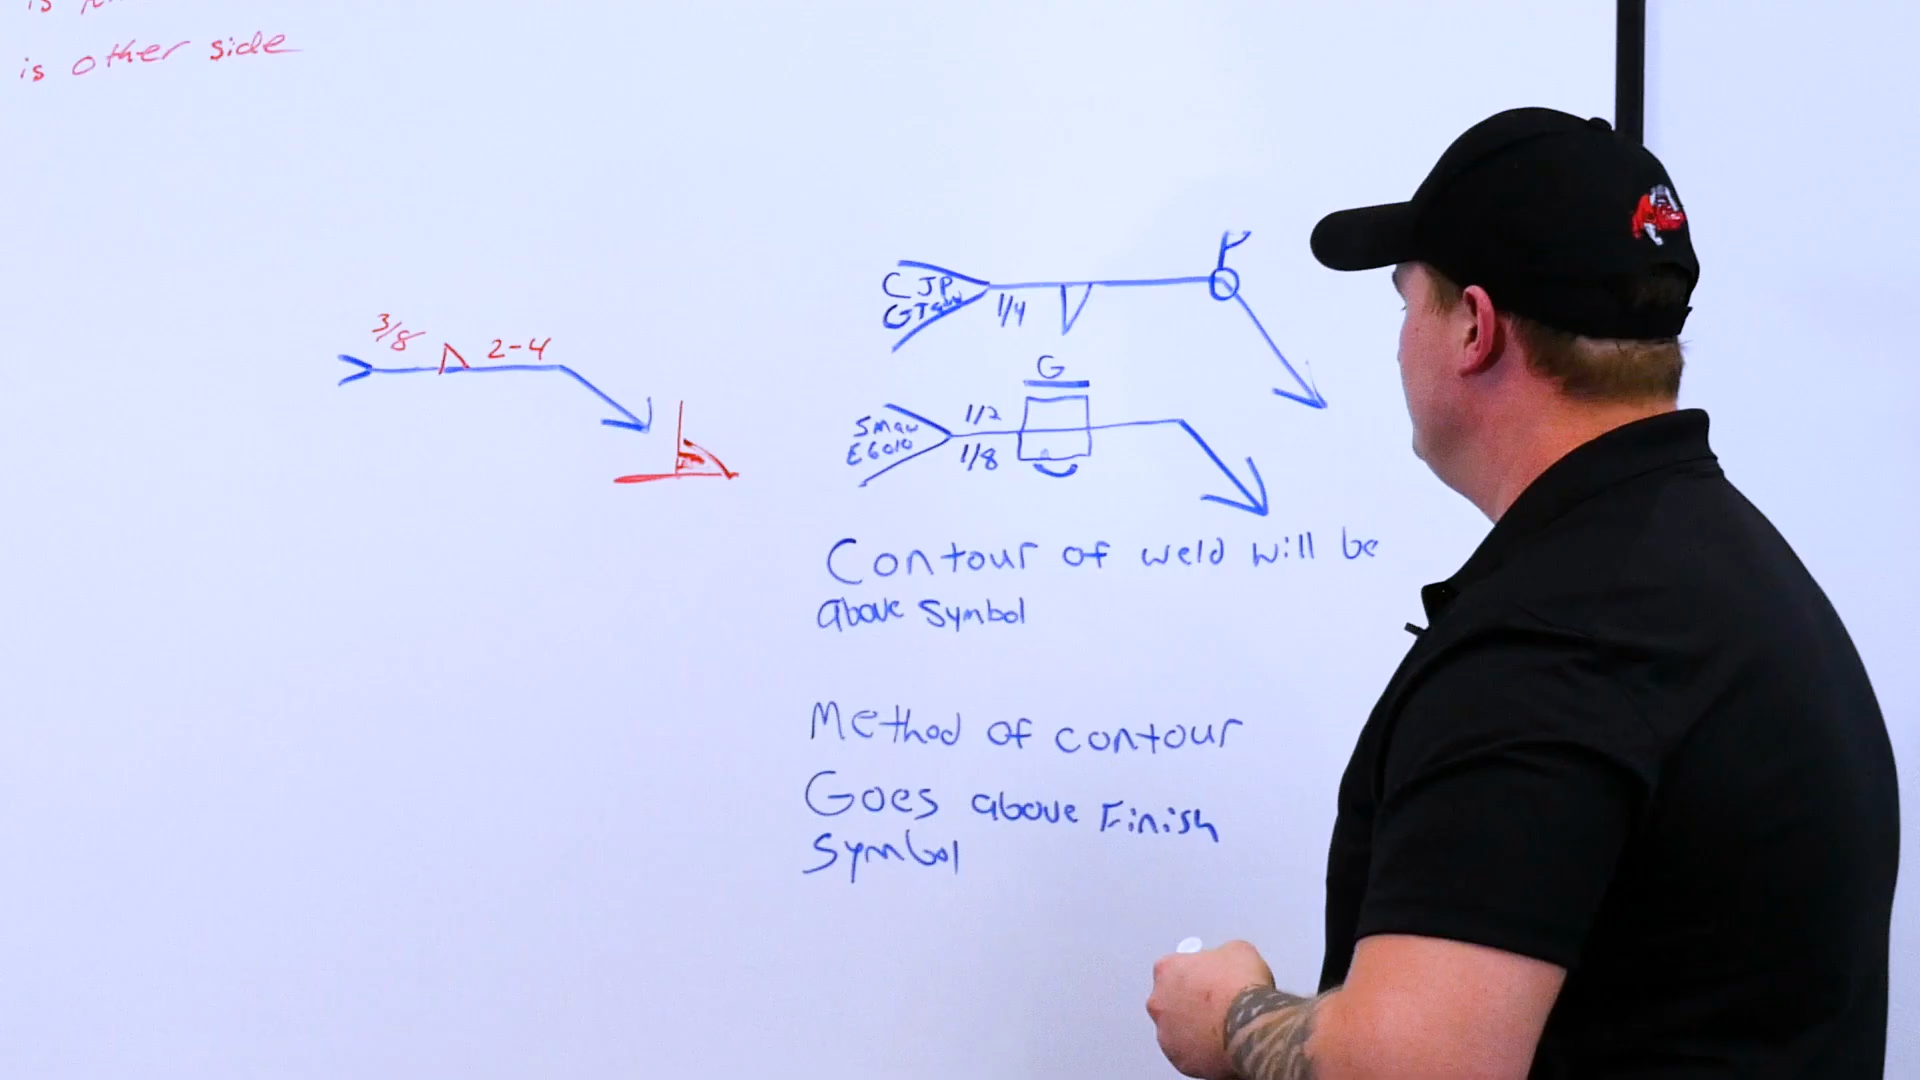 is other side
3/8 2-4
CJP
GTAW 1/4
G
SMAW 1/2
E6010 1/8
Contour of weld will be
above symbol
Method of contour
Goes above Finish
Symbol